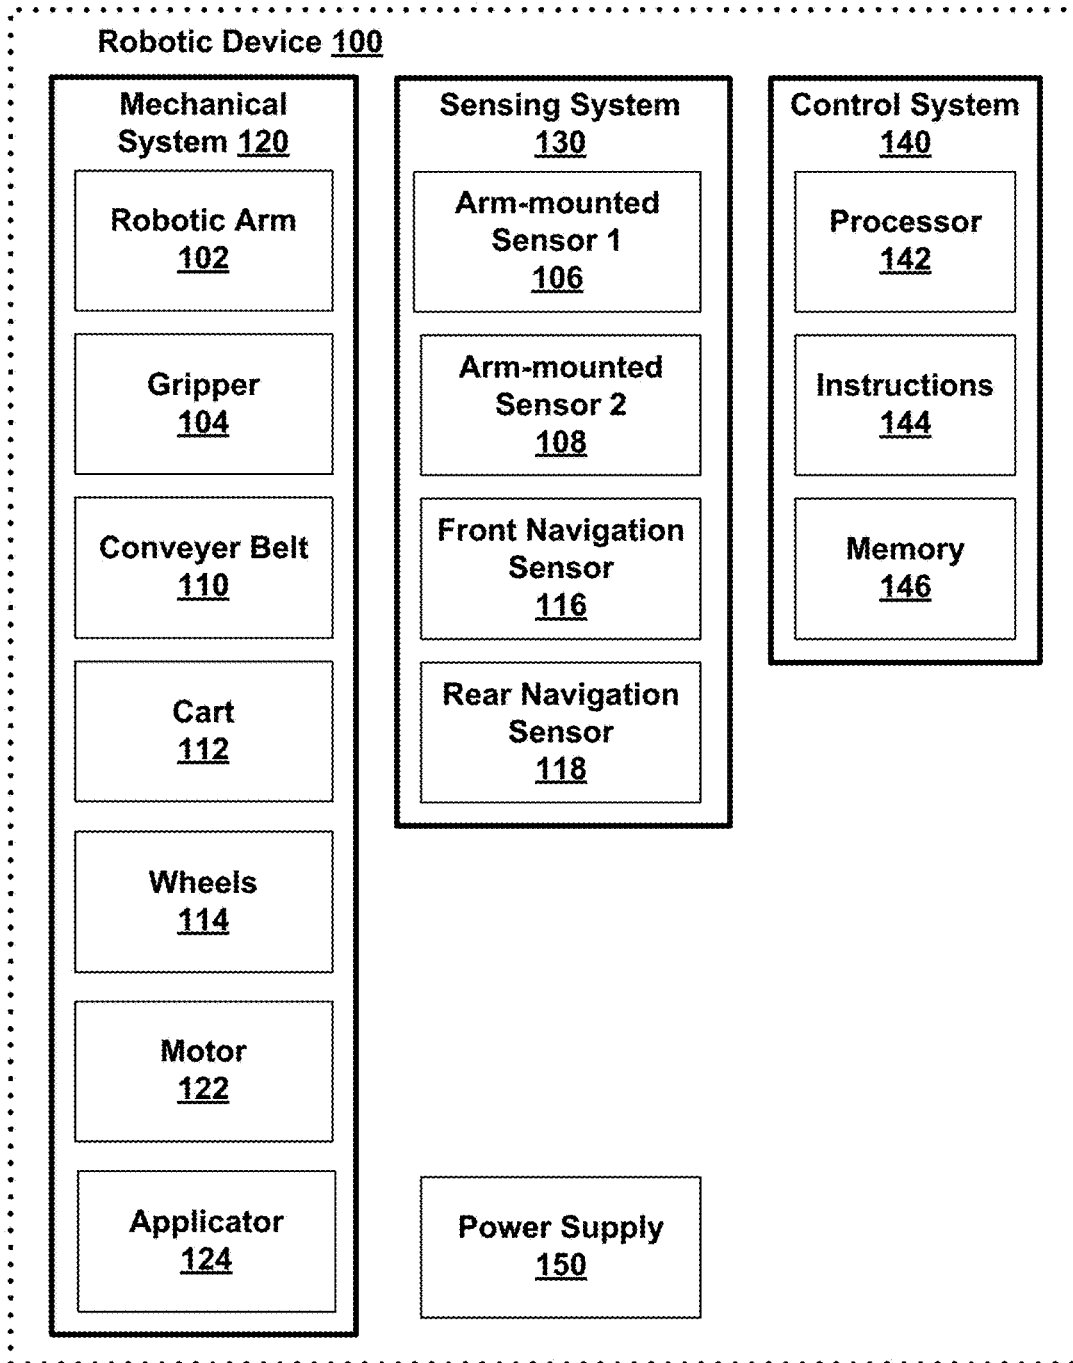 Robotic Device 100
Mechanical
System 120
Robotic Arm
102
Gripper
104
Conveyer Belt
110
Cart
112
Wheels
114
Motor
122
Applicator
124
Sensing System
130
Arm-mounted
Sensor 1
106
Arm-mounted
Sensor 2
108
Front Navigation
Sensor
116
Rear Navigation
Sensor
118
Control System
140
Processor
142
Instructions
144
Memory
146
Power Supply
150